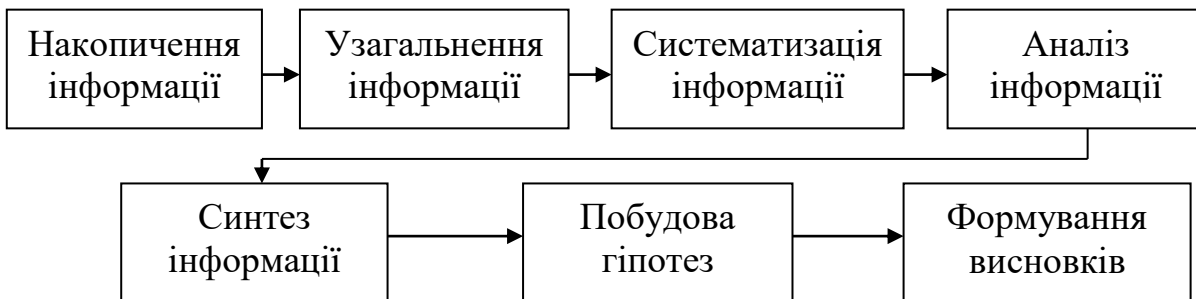 Накопичення
інформації
Узагальнення
інформації
Систематизація
інформації
Аналіз
інформації
Синтез
інформації
Побудова
гіпотез
Формування
висновків